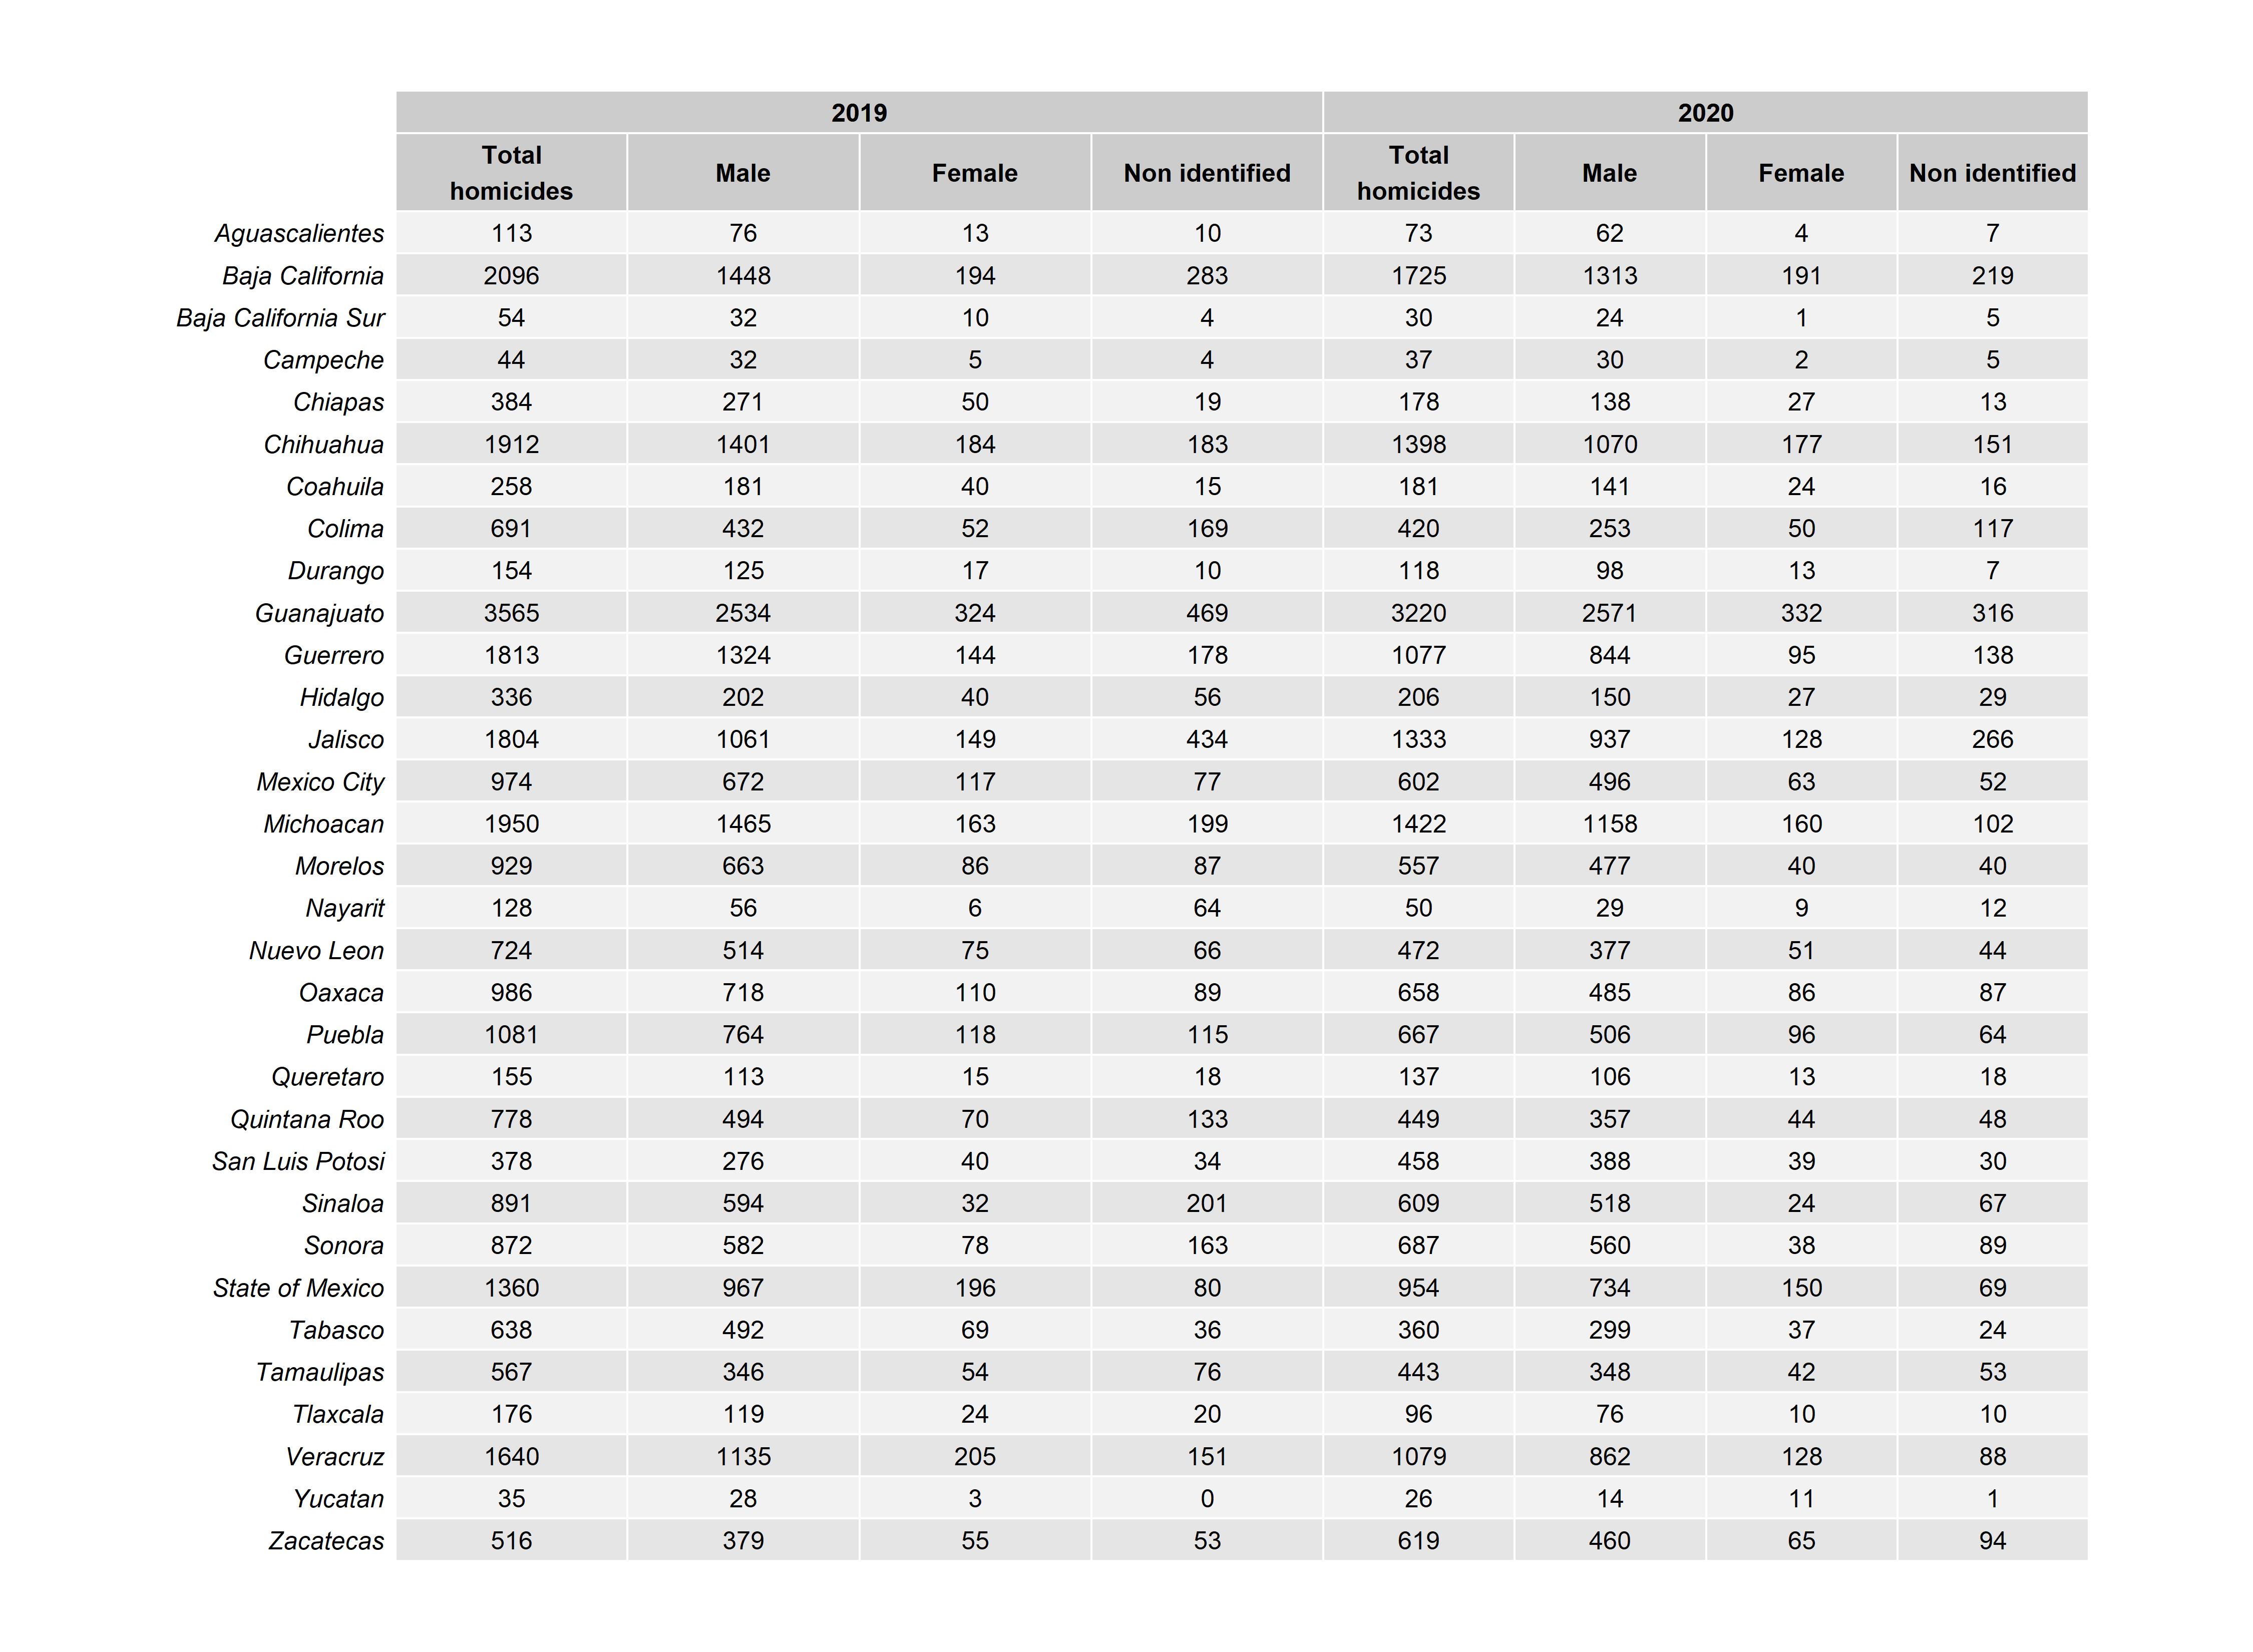 2019 2020
Total homicides Male Female Non identified Total homicides Male Female Non identified
Aguascalientes 113 76 13 10 73 62 4 7
Baja California 2096 1448 194 283 1725 1313 191 219
Baja California Sur 54 32 10 4 30 24 1 5
Campeche 44 32 5 4 37 30 2 5
Chiapas 384 271 50 19 178 138 27 13
Chihuahua 1912 1401 184 183 1398 1070 177 151
Coahuila 258 181 40 15 181 141 24 16
Colima 691 432 52 169 420 253 50 117
Durango 154 125 17 10 118 98 13 7
Guanajuato 3565 2534 324 469 3220 2571 332 316
Guerrero 1813 1324 144 178 1077 844 95 138
Hidalgo 336 202 40 56 206 150 27 29
Jalisco 1804 1061 149 434 1333 937 128 266
Mexico City 974 672 117 77 602 496 63 52
Michoacan 1950 1465 163 199 1422 1158 160 102
Morelos 929 663 86 87 557 477 40 40
Nayarit 128 56 6 64 50 29 9 12
Nuevo Leon 724 514 75 66 472 377 51 44
Oaxaca 986 718 110 89 658 485 86 87
Puebla 1081 764 118 115 667 506 96 64
Queretaro 155 113 15 18 137 106 13 18
Quintana Roo 778 494 70 133 449 357 44 48
San Luis Potosi 378 276 40 34 458 388 39 30
Sinaloa 891 594 32 201 609 518 24 67
Sonora 872 582 78 163 687 560 38 89
State of Mexico 1360 967 196 80 954 734 150 69
Tabasco 638 492 69 36 360 299 37 24
Tamaulipas 567 346 54 76 443 348 42 53
Tlaxcala 176 119 24 20 96 76 10 10
Veracruz 1640 1135 205 151 1079 862 128 88
Yucatan 35 28 3 0 26 14 11 1
Zacatecas 516 379 55 53 619 460 65 94